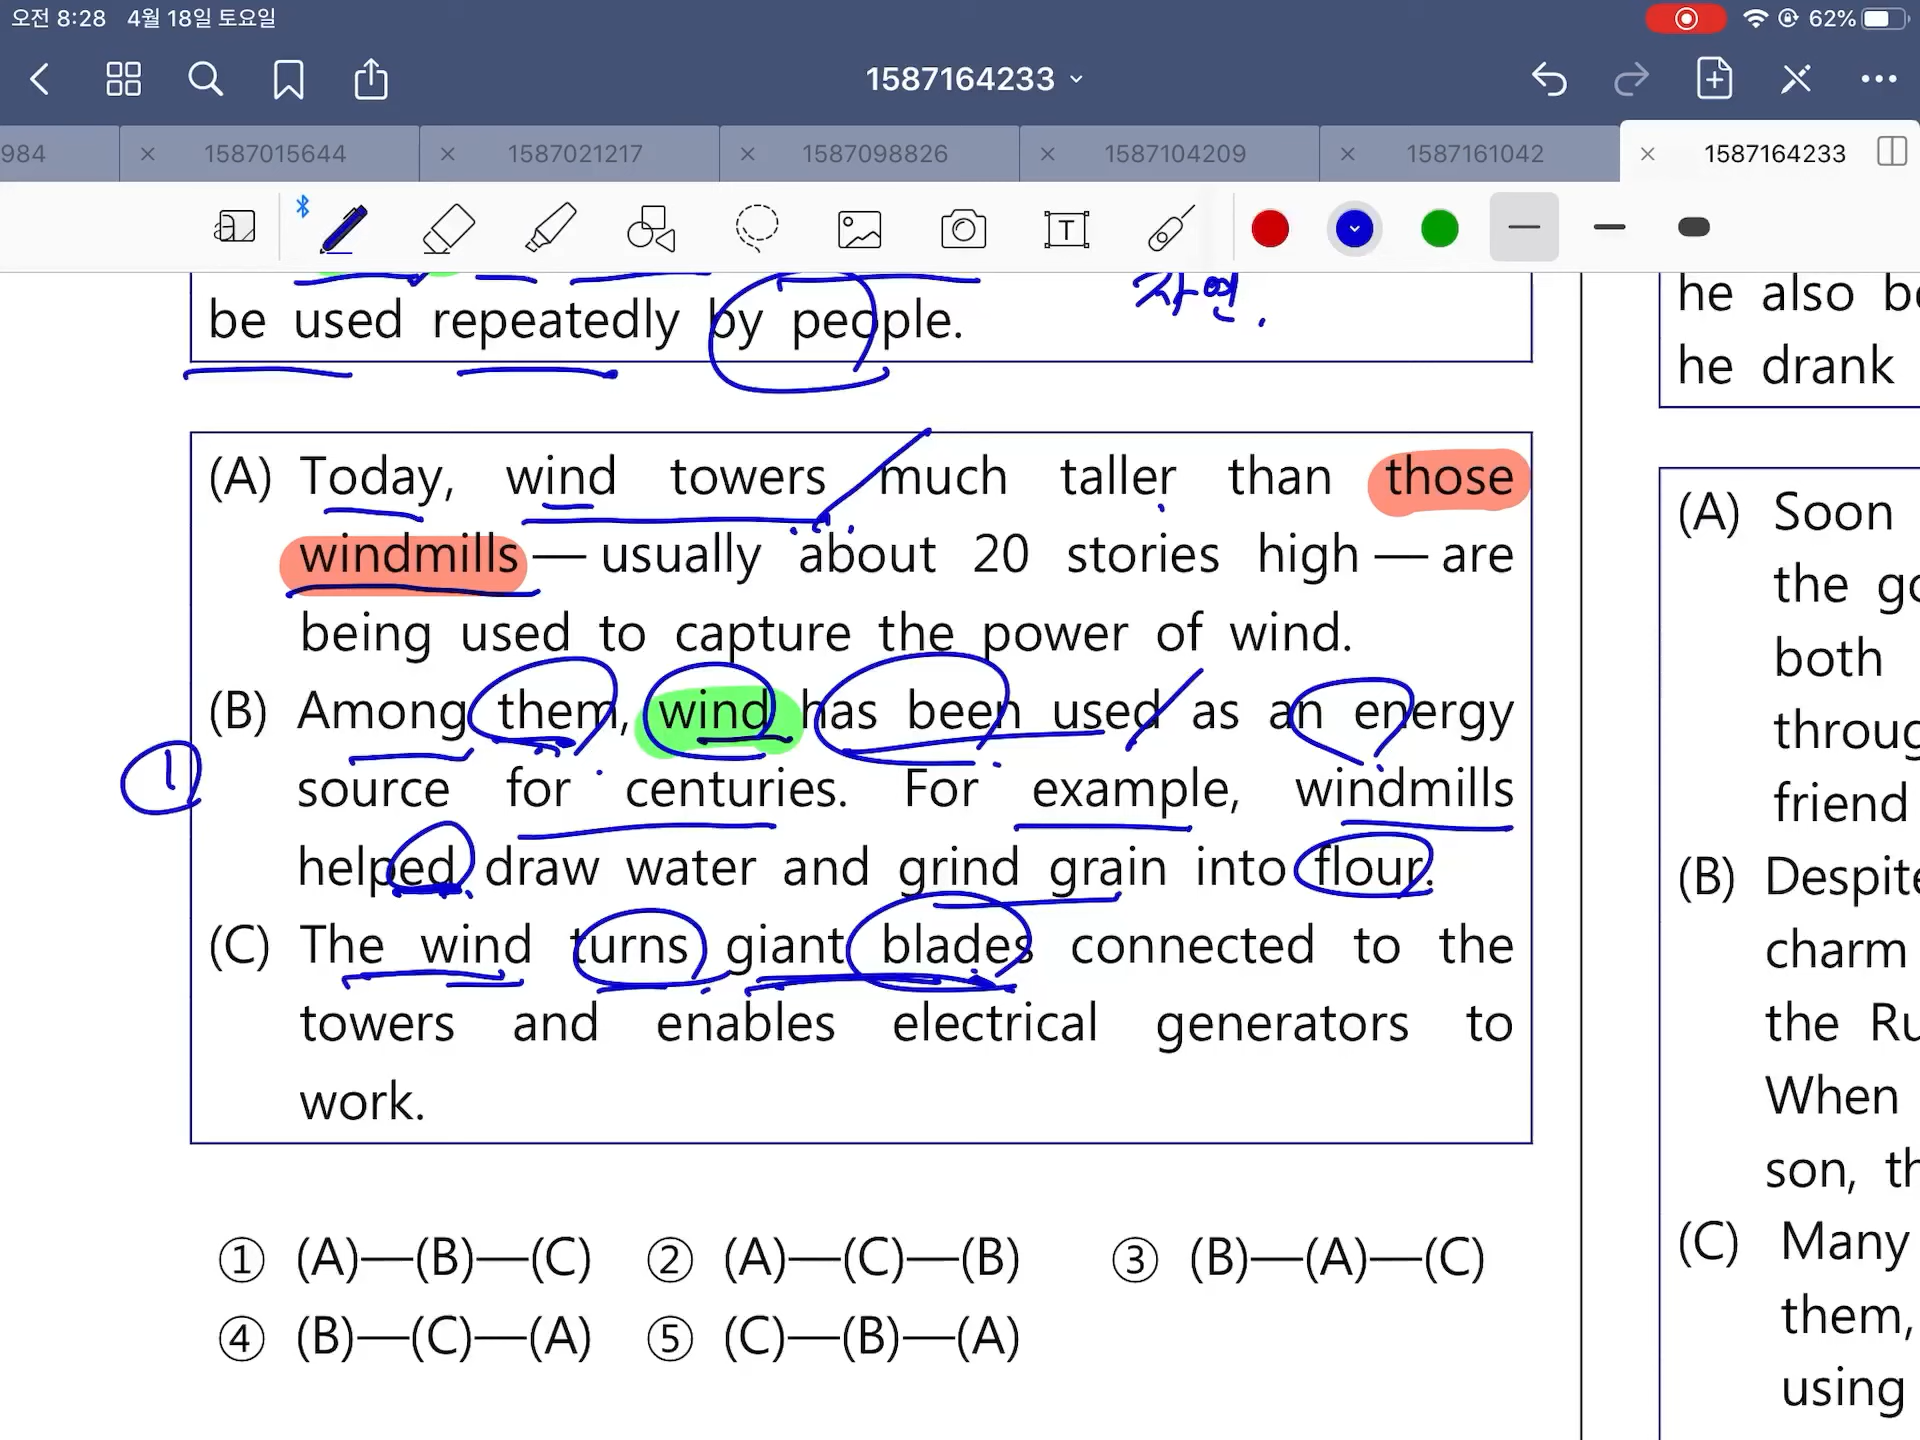 오전 8:28 4월 18일 토요일
62%
1587164233
984
1587015644
1587021217
1587098826
1587104209
1587161042
1587164233
be used repeatedly by people.
자연.
(A) Today, wind towers much taller than those
windmills — usually about 20 stories high — are
being used to capture the power of wind.
(B) Among them, wind has been used as an energy
①
source for centuries. For example, windmills
helped draw water and grind grain into flour.
(C) The wind turns giant blades connected to the
towers and enables electrical generators to
work.
① (A)—(B)—(C) ② (A)—(C)—(B) ③ (B)—(A)—(C)
④ (B)—(C)—(A) ⑤ (C)—(B)—(A)
he also
he drank
(A) Soon
the
both
friend
(B) Despite
charm
the
When
son,
(C) Many
them,
using